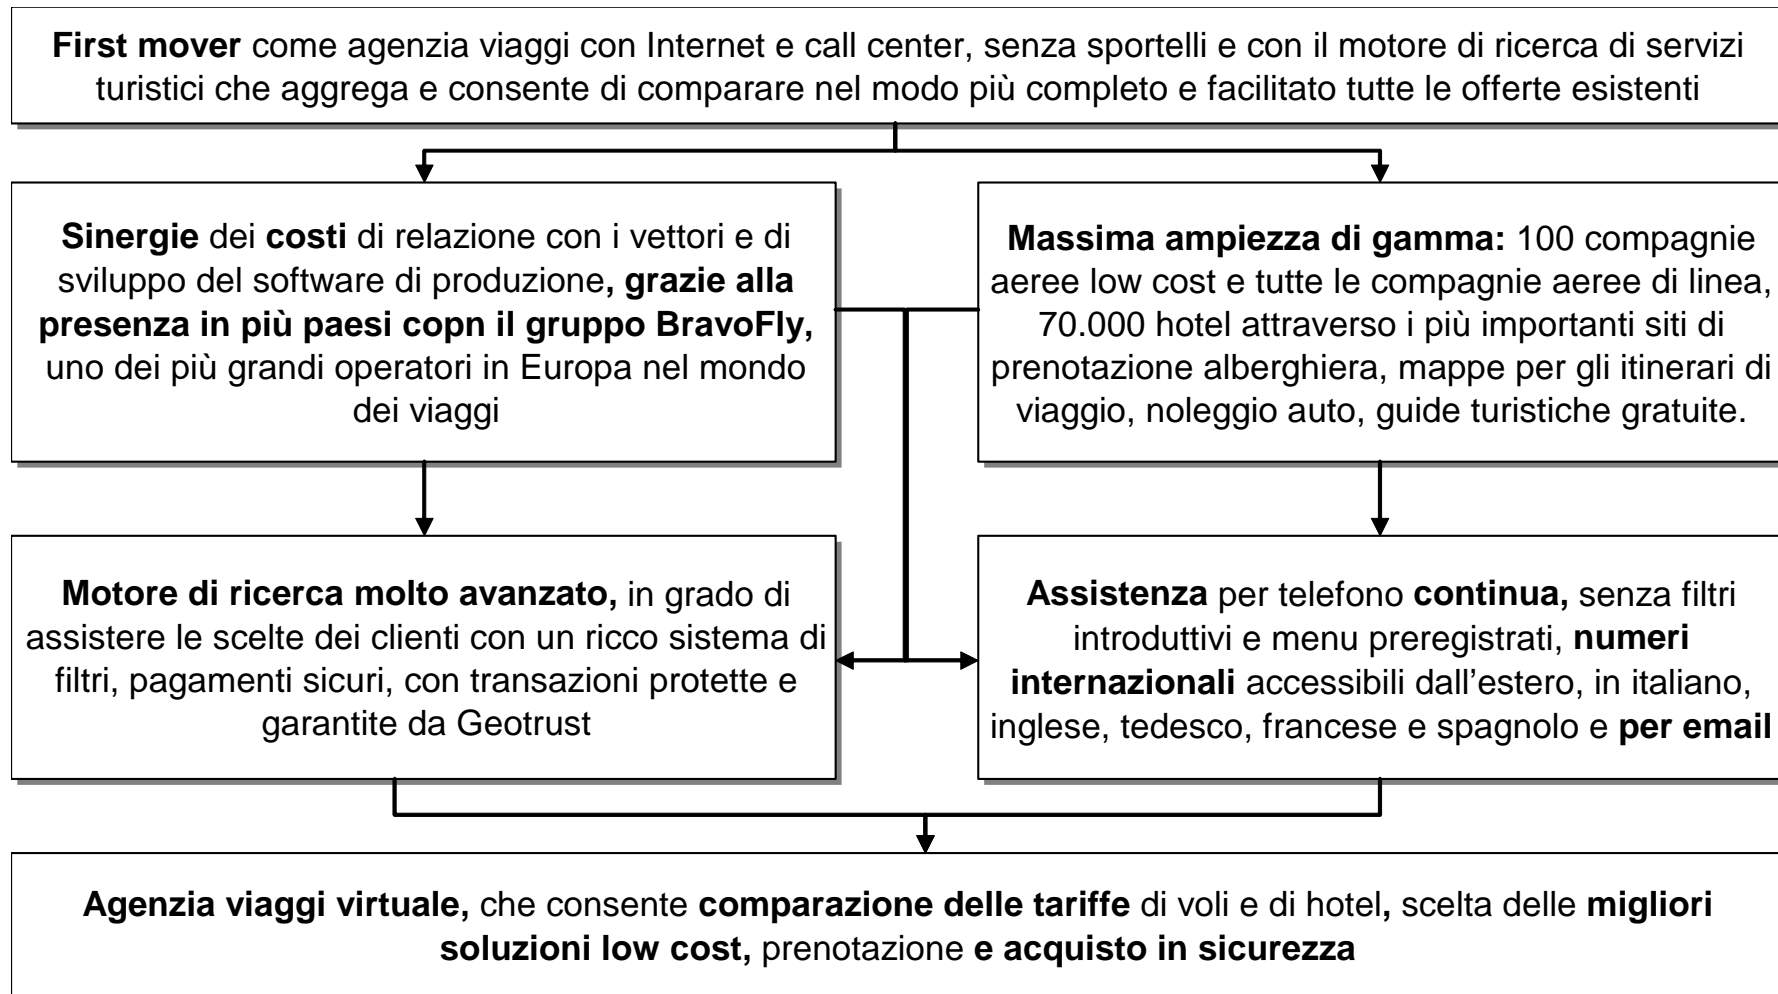 First mover come agenzia viaggi con Internet e call center, senza sportelli e con il motore di ricerca di servizi
turistici che aggrega e consente di comparare nel modo più completo e facilitato tutte le offerte esistenti
Sinergie dei costi di relazione con i vettori e di
sviluppo del software di produzione, grazie alla
presenza in più paesi copn il gruppo BravoFly,
uno dei più grandi operatori in Europa nel mondo
dei viaggi
Massima ampiezza di gamma: 100 compagnie
aeree low cost e tutte le compagnie aeree di linea,
70.000 hotel attraverso i più importanti siti di
prenotazione alberghiera, mappe per gli itinerari di
viaggio, noleggio auto, guide turistiche gratuite.
Motore di ricerca molto avanzato, in grado di
assistere le scelte dei clienti con un ricco sistema di
filtri, pagamenti sicuri, con transazioni protette e
garantite da Geotrust
Assistenza per telefono continua, senza filtri
introduttivi e menu preregistrati, numeri
internazionali accessibili dall'estero, in italiano,
inglese, tedesco, francese e spagnolo e per email
Agenzia viaggi virtuale, che consente comparazione delle tariffe di voli e di hotel, scelta delle migliori
soluzioni low cost, prenotazione e acquisto in sicurezza